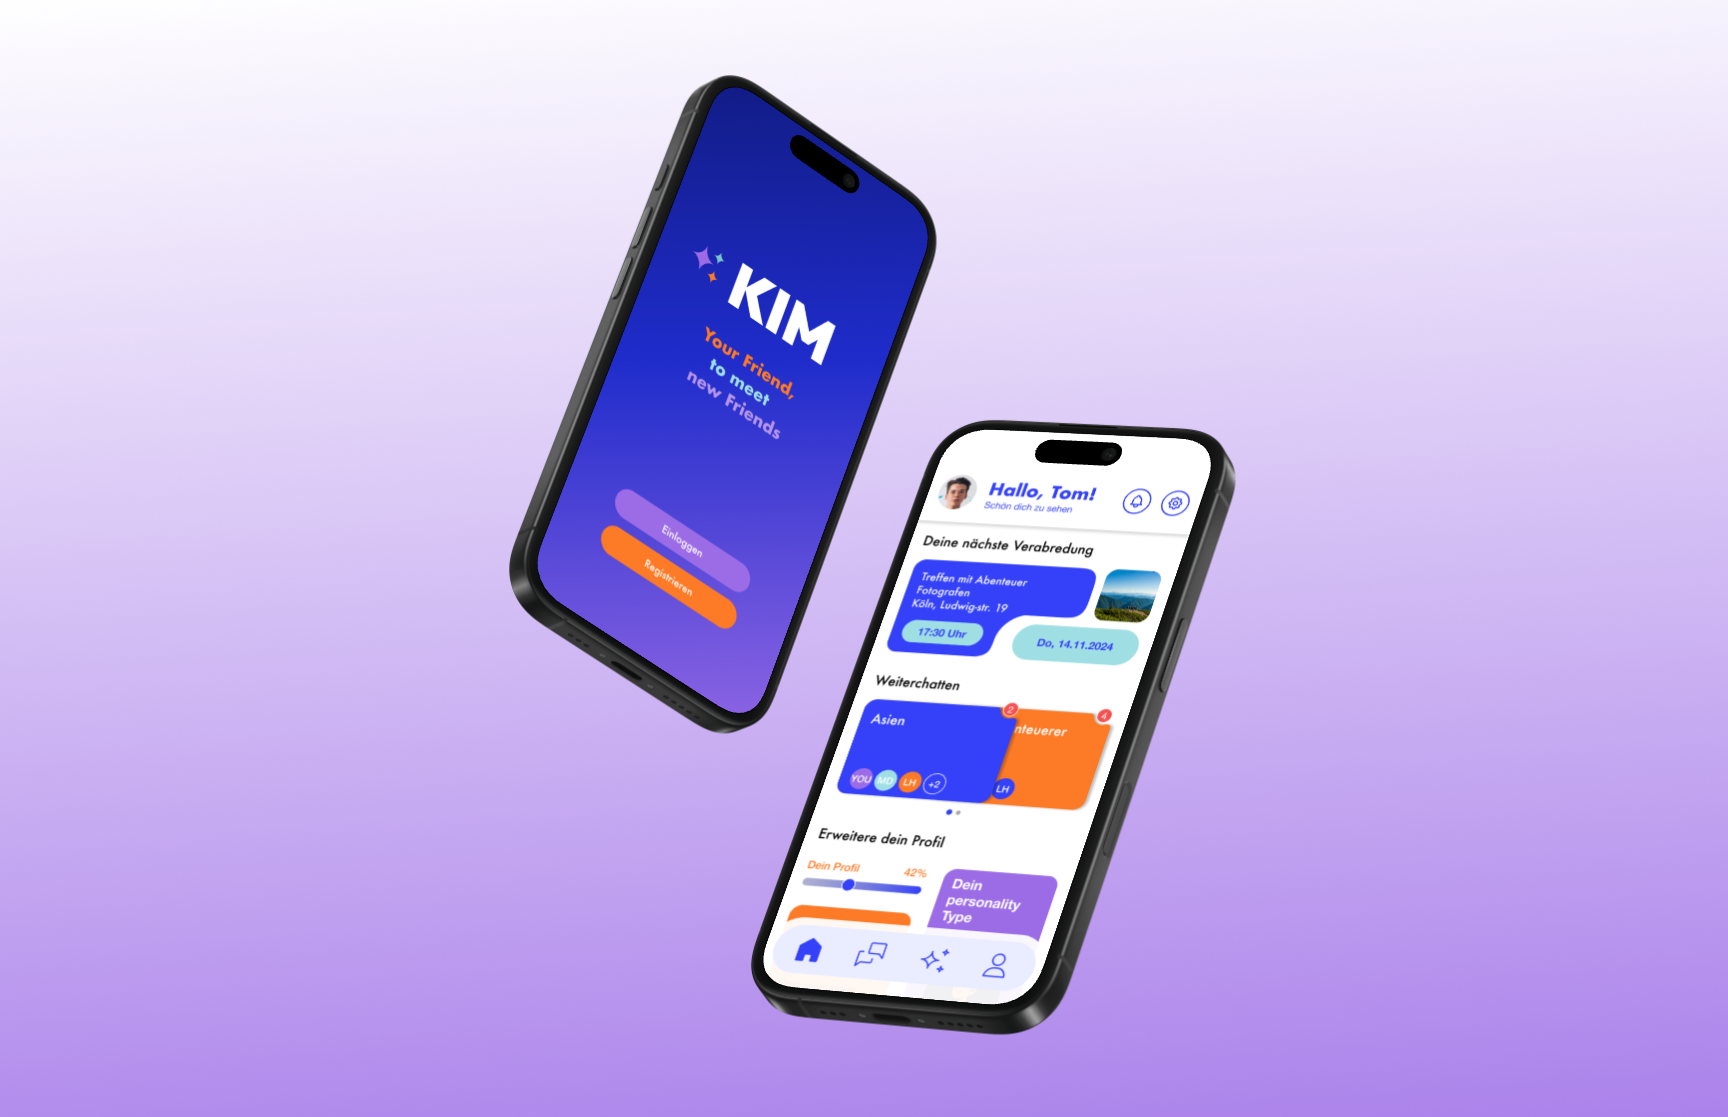 KIM
Your Friend,
to meet
new Friends
Einloggen
Registrieren
Hallo, Tom!
Schön dich zu sehen
Deine nächste Verabredung
Treffen mit Abenteuer
Fotografen
Köln, Ludwig-str. 19
17:30 Uhr
Do, 14.11.2024
Weiterchatten
2
4
Asien
nteuerer
YOU
MD
LH
+2
LH
Erweitere dein Profil
Dein Profil
42%
Dein
personality
Type